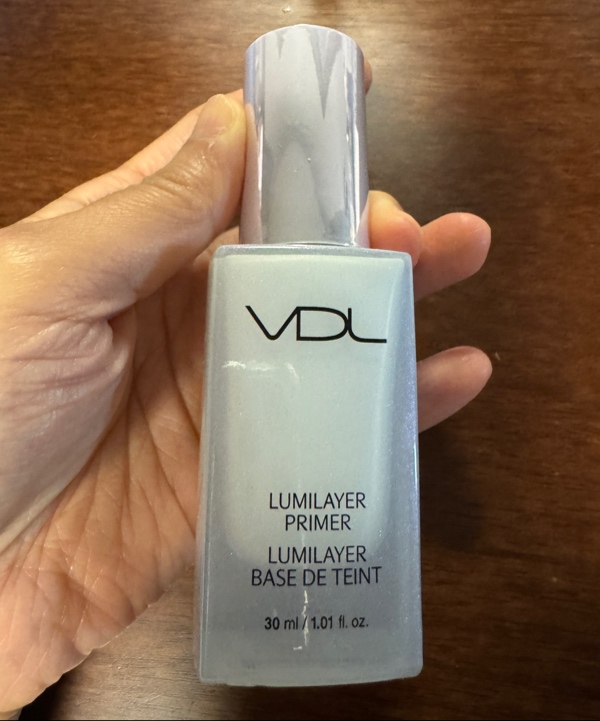 VDL
LUMILAYER
PRIMER
LUMILAYER
BASE DE TEINT
30 ml / 1.01 fl. oz.